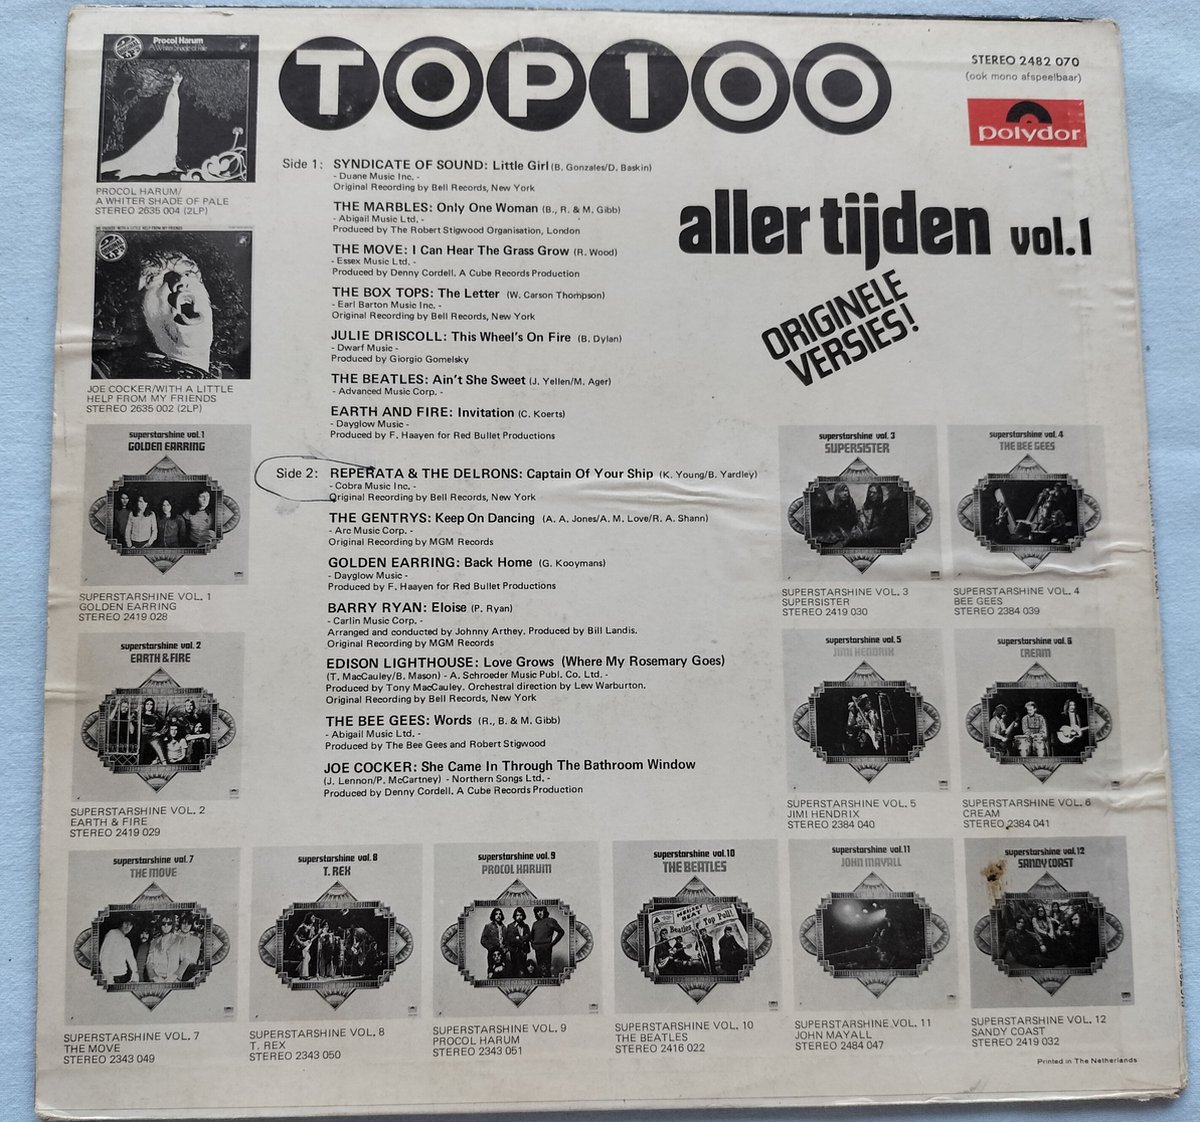 Procol Harum
A Whiter Shade of Pale
PROCOL HARUM/
A WHITER SHADE OF PALE
STEREO 2635 004 (2LP)
TOP100
STEREO 2482 070
(ook mono afspeelbaar)
polydor
aller tijden vol.1
ORIGINELE
VERSIES!
JOE COCKER/WITH A LITTLE
HELP FROM MY FRIENDS
STEREO 2635 002 (2LP)
Side 1: SYNDICATE OF SOUND: Little Girl (B. Gonzales/D. Baskin)
- Duane Music Inc. -
Original Recording by Bell Records, New York
THE MARBLES: Only One Woman (B., R. & M. Gibb)
- Abigail Music Ltd. -
Produced by The Robert Stigwood Organisation, London
THE MOVE: I Can Hear The Grass Grow (R. Wood)
- Essex Music Ltd. -
Produced by Denny Cordell. A Cube Records Production
THE BOX TOPS: The Letter (W. Carson Thompson)
- Earl Barton Music Inc. -
Original Recording by Bell Records, New York
JULIE DRISCOLL: This Wheel's On Fire (B. Dylan)
- Dwarf Music -
Produced by Giorgio Gomelsky
THE BEATLES: Ain't She Sweet (J. Yellen/M. Ager)
- Advanced Music Corp. -
EARTH AND FIRE: Invitation (C. Koerts)
- Dayglow Music -
Produced by F. Haayen for Red Bullet Productions
Side 2: REPERATA & THE DELRONS: Captain Of Your Ship (K. Young/B. Yardley)
- Cobra Music Inc. -
Original Recording by Bell Records, New York
THE GENTRYS: Keep On Dancing (A. A. Jones/A. M. Love/R. A. Shann)
- Arc Music Corp. -
Original Recording by MGM Records
GOLDEN EARRING: Back Home (G. Kooymans)
- Dayglow Music -
Produced by F. Haayen for Red Bullet Productions
BARRY RYAN: Eloise (P. Ryan)
- Carlin Music Corp. -
Arranged and conducted by Johnny Arthey. Produced by Bill Landis.
Original Recording by MGM Records
EDISON LIGHTHOUSE: Love Grows (Where My Rosemary Goes)
(T. MacCauley/B. Mason) - A. Schroeder Music Publ. Co. Ltd. -
Produced by Tony MacCauley. Orchestral direction by Lew Warburton.
Original Recording by Bell Records, New York
THE BEE GEES: Words (R., B. & M. Gibb)
- Abigail Music Ltd. -
Produced by The Bee Gees and Robert Stigwood
JOE COCKER: She Came In Through The Bathroom Window
(J. Lennon/P. McCartney) - Northern Songs Ltd. -
Produced by Denny Cordell. A Cube Records Production
superstarshine vol.1
GOLDEN EARRING
SUPERSTARSHINE VOL. 1
GOLDEN EARRING
STEREO 2419 028
superstarshine vol. 2
EARTH & FIRE
SUPERSTARSHINE VOL. 2
EARTH & FIRE
STEREO 2419 029
superstarshine vol. 3
SUPERSISTER
SUPERSTARSHINE VOL. 3
SUPERSISTER
STEREO 2419 030
superstarshine vol. 4
THE BEE GEES
SUPERSTARSHINE VOL. 4
BEE GEES
STEREO 2384 039
superstarshine vol. 5
JIMI HENDRIX
SUPERSTARSHINE VOL. 5
JIMI HENDRIX
STEREO 2384 040
superstarshine vol. 6
CREAM
SUPERSTARSHINE VOL. 6
CREAM
STEREO 2384 041
superstarshine vol. 7
THE MOVE
SUPERSTARSHINE VOL. 7
THE MOVE
STEREO 2343 049
superstarshine vol. 8
T. REX
SUPERSTARSHINE VOL. 8
T. REX
STEREO 2343 050
superstarshine vol. 9
PROCOL HARUM
SUPERSTARSHINE VOL. 9
PROCOL HARUM
STEREO 2343 051
superstarshine vol.10
THE BEATLES
Beatles Top Poll!
SUPERSTARSHINE VOL. 10
THE BEATLES
STEREO 2416 022
superstarshine vol.11
JOHN MAYALL
SUPERSTARSHINE VOL. 11
JOHN MAYALL
STEREO 2484 047
superstarshine vol.12
SANDY COAST
SUPERSTARSHINE VOL. 12
SANDY COAST
STEREO 2419 032
Printed in The Netherlands